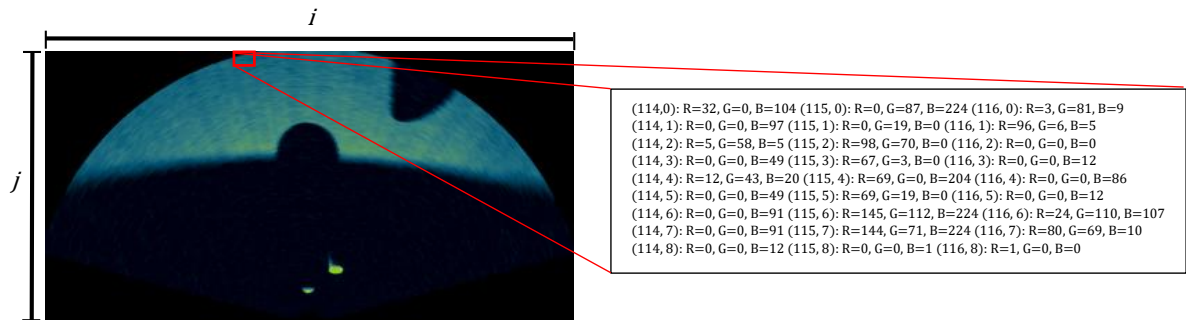 i
j
(114,0): R=32, G=0, B=104 (115, 0): R=0, G=87, B=224 (116, 0): R=3, G=81, B=9
(114, 1): R=0, G=0, B=97 (115, 1): R=0, G=19, B=0 (116, 1): R=96, G=6, B=5
(114, 2): R=5, G=58, B=5 (115, 2): R=98, G=70, B=0 (116, 2): R=0, G=0, B=0
(114, 3): R=0, G=0, B=49 (115, 3): R=67, G=3, B=0 (116, 3): R=0, G=0, B=12
(114, 4): R=12, G=43, B=20 (115, 4): R=69, G=0, B=204 (116, 4): R=0, G=0, B=86
(114, 5): R=0, G=0, B=49 (115, 5): R=69, G=19, B=0 (116, 5): R=0, G=0, B=12
(114, 6): R=0, G=0, B=91 (115, 6): R=145, G=112, B=224 (116, 6): R=24, G=110, B=107
(114, 7): R=0, G=0, B=91 (115, 7): R=144, G=71, B=224 (116, 7): R=80, G=69, B=10
(114, 8): R=0, G=0, B=12 (115, 8): R=0, G=0, B=1 (116, 8): R=1, G=0, B=0